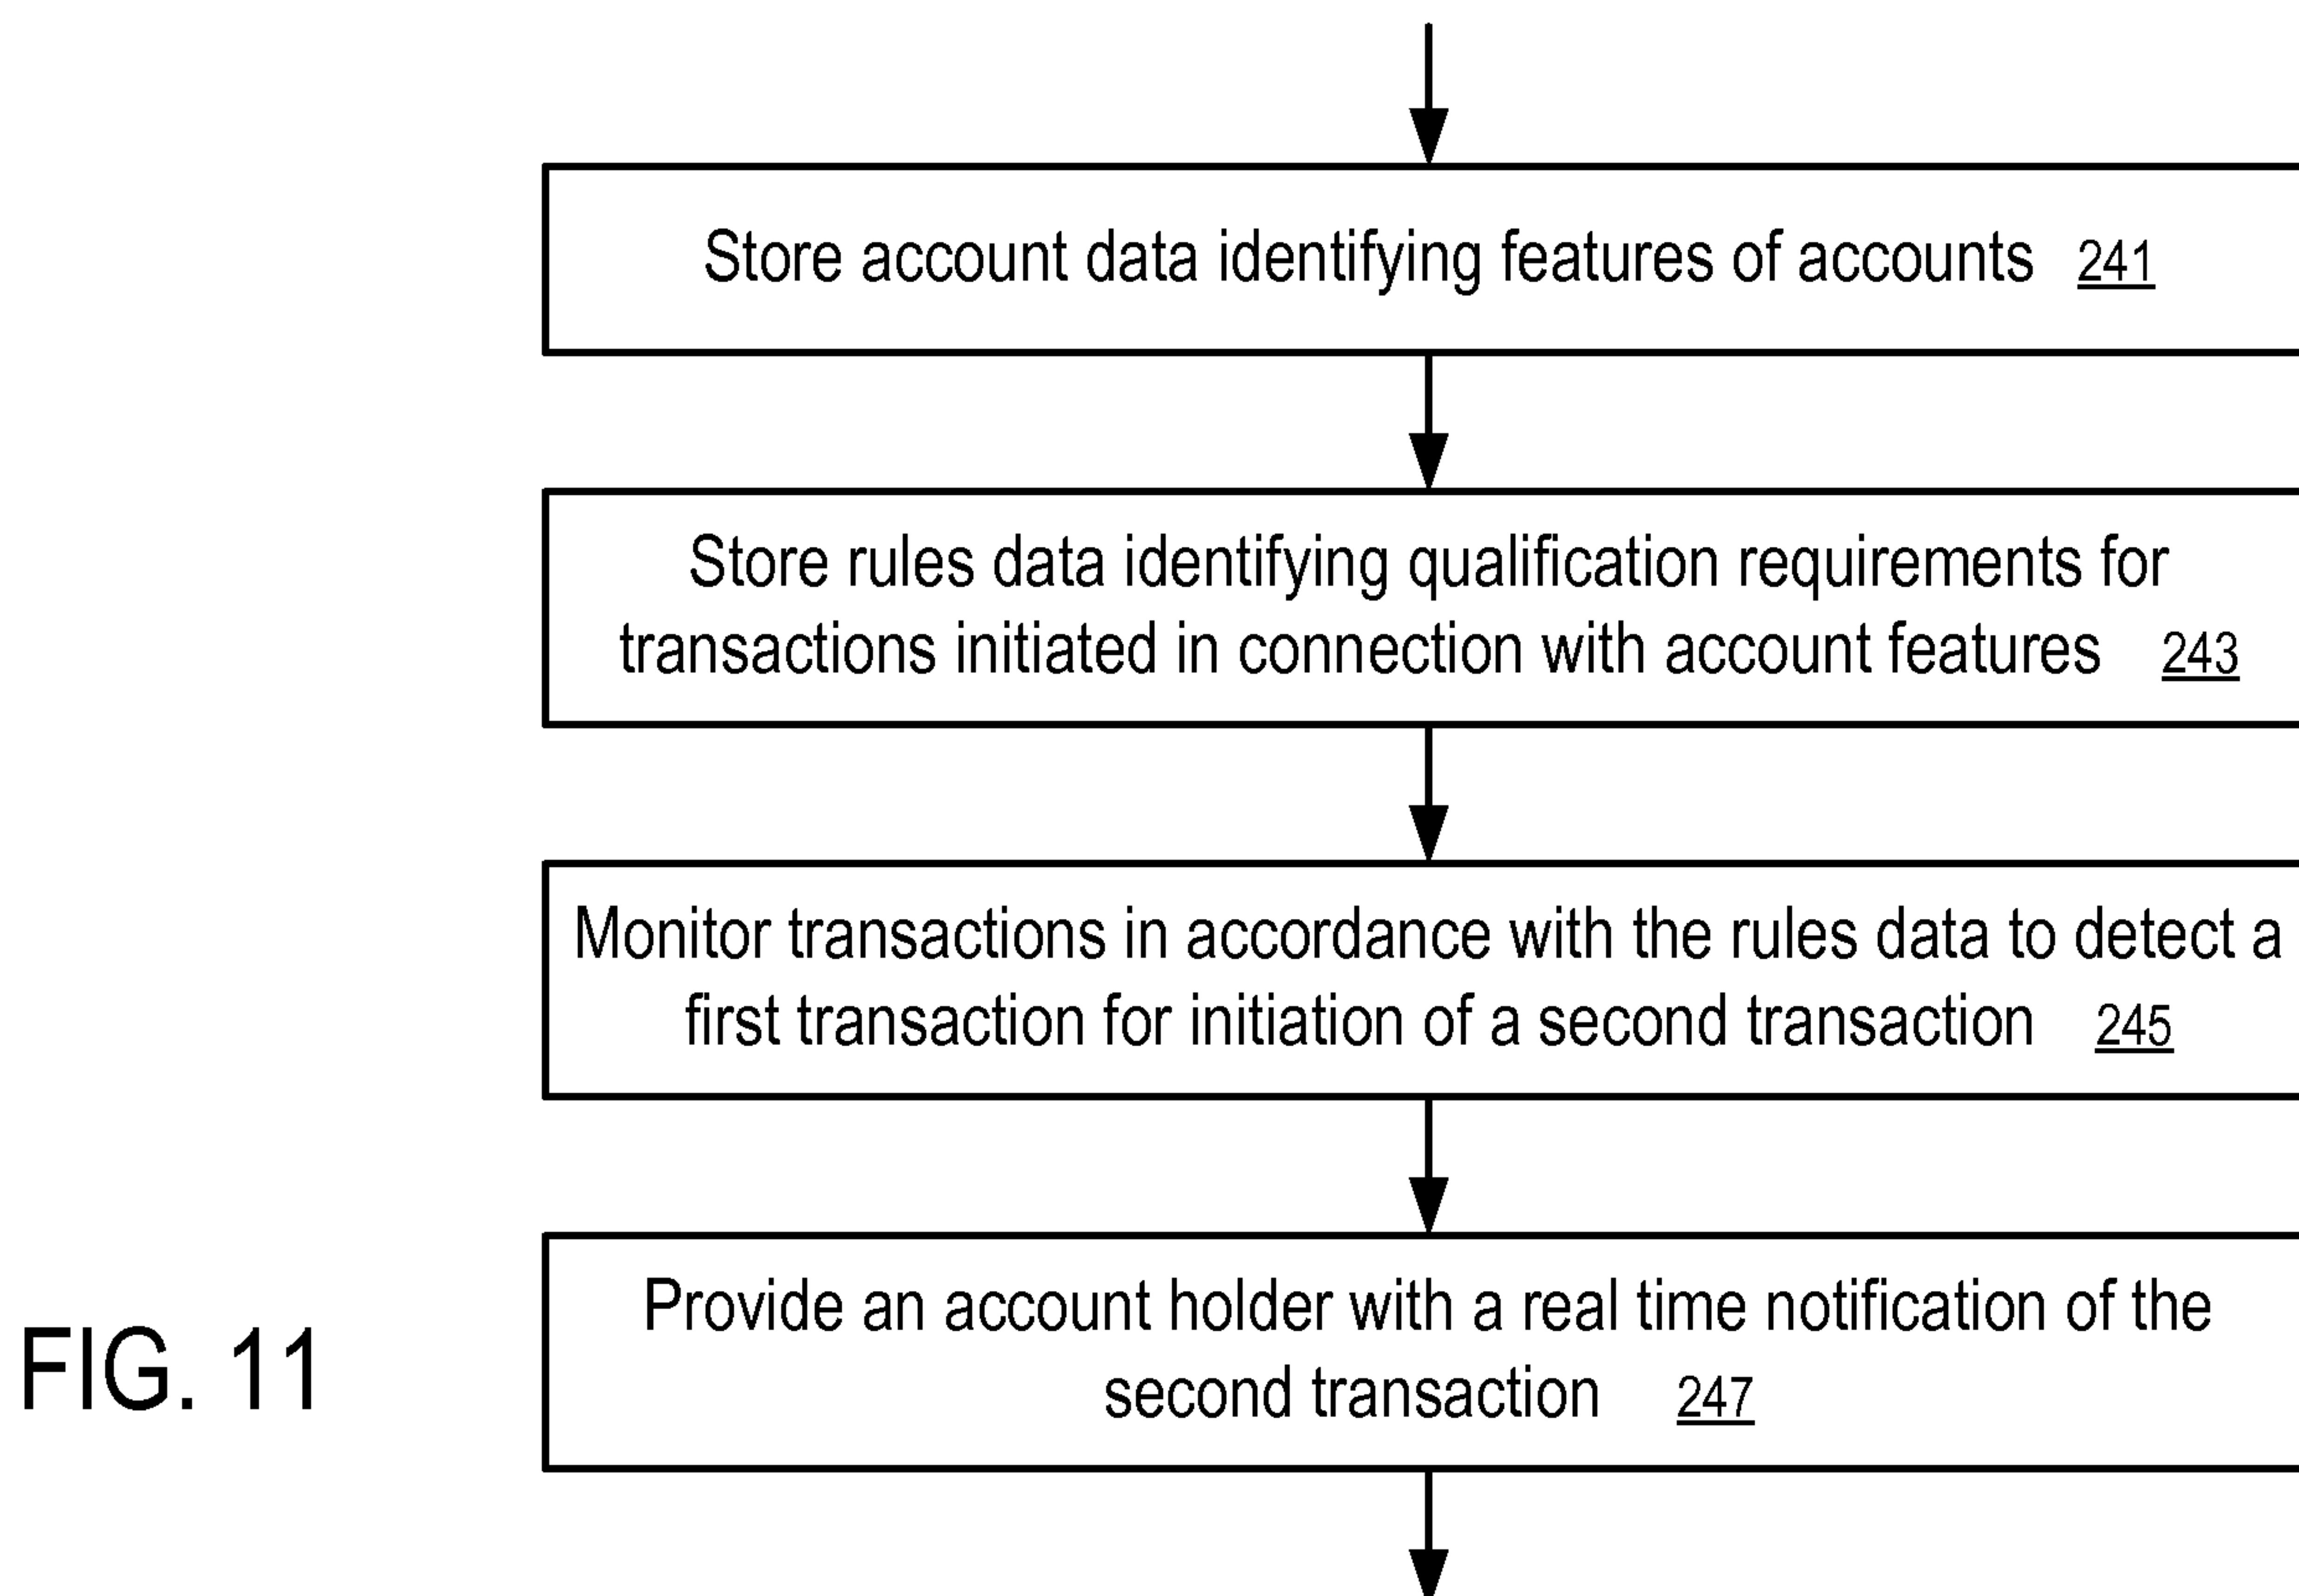 Store account data identifying features of accounts 241
Store rules data identifying qualification requirements for
transactions initiated in connection with account features 243
Monitor transactions in accordance with the rules data to detect a
first transaction for initiation of a second transaction 245
Provide an account holder with a real time notification of the
second transaction 247
FIG. 11